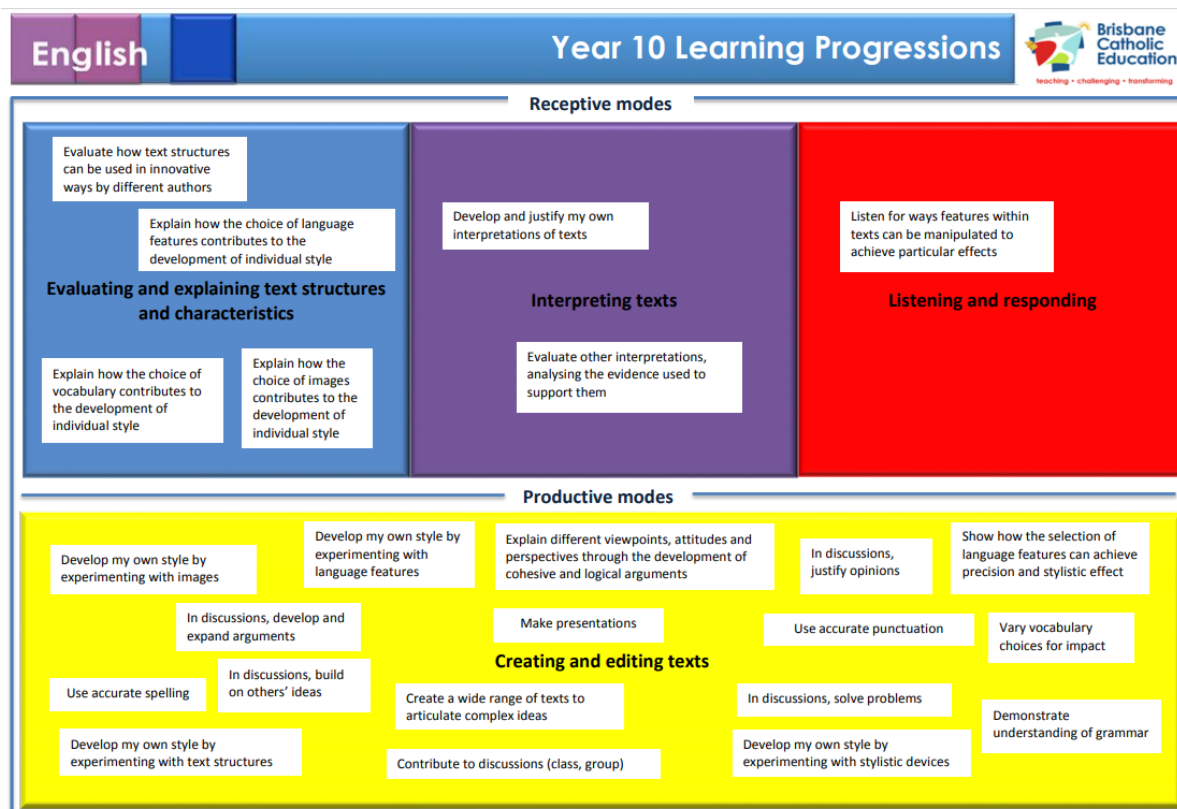 English
Year 10 Learning Progressions
Brisbane
Catholic
Education
teaching • challenging • transforming
Receptive modes
Evaluate how text structures
can be used in innovative
ways by different authors
Explain how the choice of language
features contributes to the
development of individual style
Evaluating and explaining text structures
and characteristics
Explain how the choice of
vocabulary contributes to
the development of
individual style
Explain how the
choice of images
contributes to the
development of
individual style
Develop and justify my own
interpretations of texts
Interpreting texts
Evaluate other interpretations,
analysing the evidence used to
support them
Listen for ways features within
texts can be manipulated to
achieve particular effects
Listening and responding
Productive modes
Develop my own style by
experimenting with images
Develop my own style by
experimenting with
language features
Explain different viewpoints, attitudes and
perspectives through the development of
cohesive and logical arguments
In discussions,
justify opinions
Show how the selection of
language features can achieve
precision and stylistic effect
In discussions, develop and
expand arguments
Make presentations
Use accurate punctuation
Vary vocabulary
choices for impact
Creating and editing texts
Use accurate spelling
In discussions, build
on others’ ideas
Create a wide range of texts to
articulate complex ideas
In discussions, solve problems
Demonstrate
understanding of grammar
Develop my own style by
experimenting with text structures
Contribute to discussions (class, group)
Develop my own style by
experimenting with stylistic devices